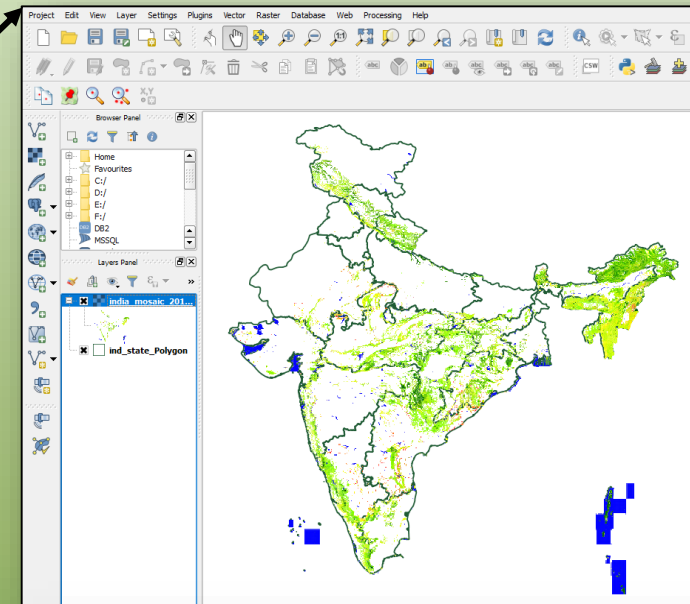 Project Edit View Layer Settings Plugins Vector Raster Database Web Processing Help
CSW
X,Y
Browser Panel
Home
Favourites
C:/
D:/
E:/
F:/
DB2
MSSQL
Layers Panel
india_mosaic_201...
ind_state_Polygon